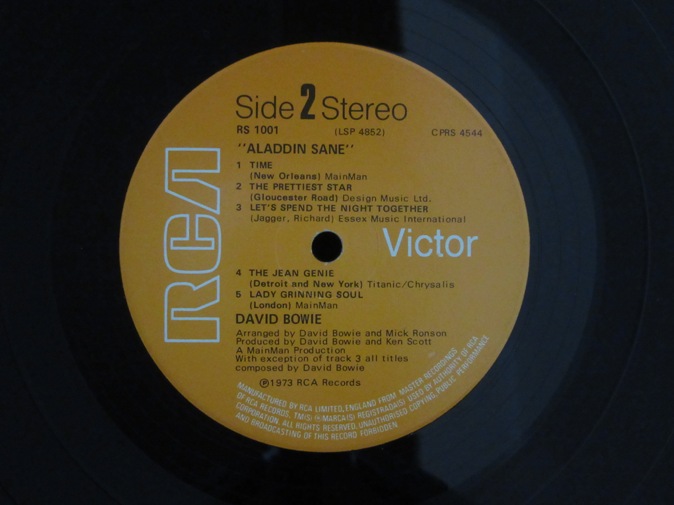 Side 2 Stereo
RS 1001 (LSP 4852) CPRS 4544
"ALADDIN SANE"
1 TIME
(New Orleans) MainMan
2 THE PRETTIEST STAR
(Gloucester Road) Design Music Ltd.
3 LET'S SPEND THE NIGHT TOGETHER
(Jagger, Richard) Essex Music International
RCA
Victor
4 THE JEAN GENIE
(Detroit and New York) Titanic/Chrysalis
5 LADY GRINNING SOUL
(London) MainMan
DAVID BOWIE
Arranged by David Bowie and Mick Ronson
Produced by David Bowie and Ken Scott
A MainMan Production
With exception of track 3 all titles
composed by David Bowie
Ⓟ1973 RCA Records
MANUFACTURED BY RCA LIMITED, ENGLAND FROM MASTER RECORDINGS
OF RCA RECORDS. TM(S) ® MARCA(S) REGISTRADA(S) USED BY AUTHORITY OF RCA
CORPORATION. ALL RIGHTS RESERVED. UNAUTHORISED COPYING, PUBLIC PERFORMANCE
AND BROADCASTING OF THIS RECORD FORBIDDEN